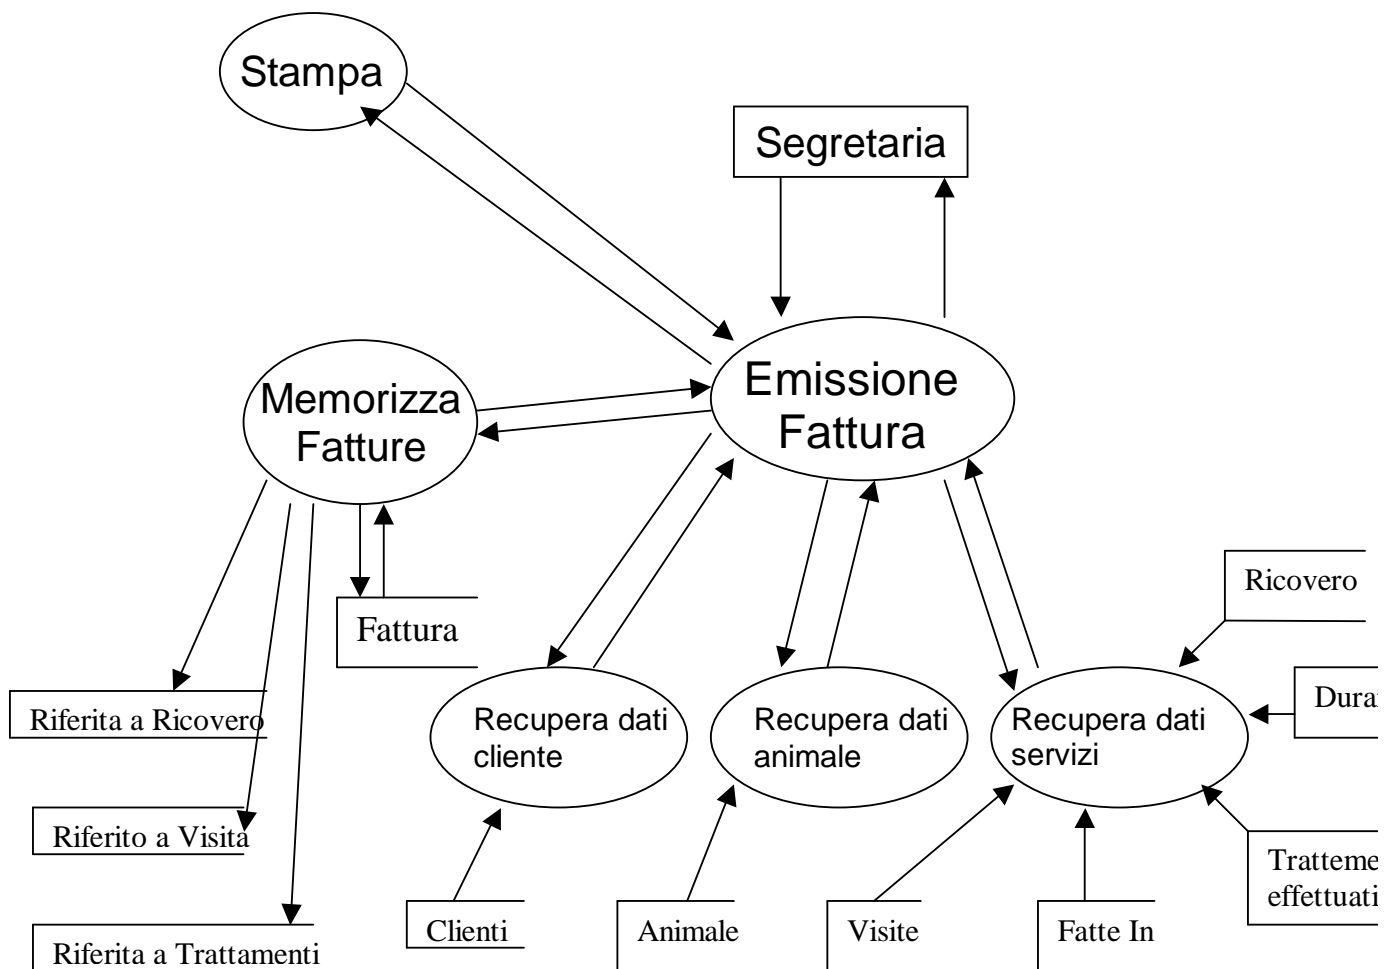 Stampa
Segretaria
Emissione
Fattura
Memorizza
Fatture
Ricovero
Fattura
Riferita a Ricovero
Recupera dati
cliente
Recupera dati
animale
Recupera dati
servizi
Riferito a Visita
effettuati
Clienti
Animale
Visite
Fatte In
Riferita a Trattamenti